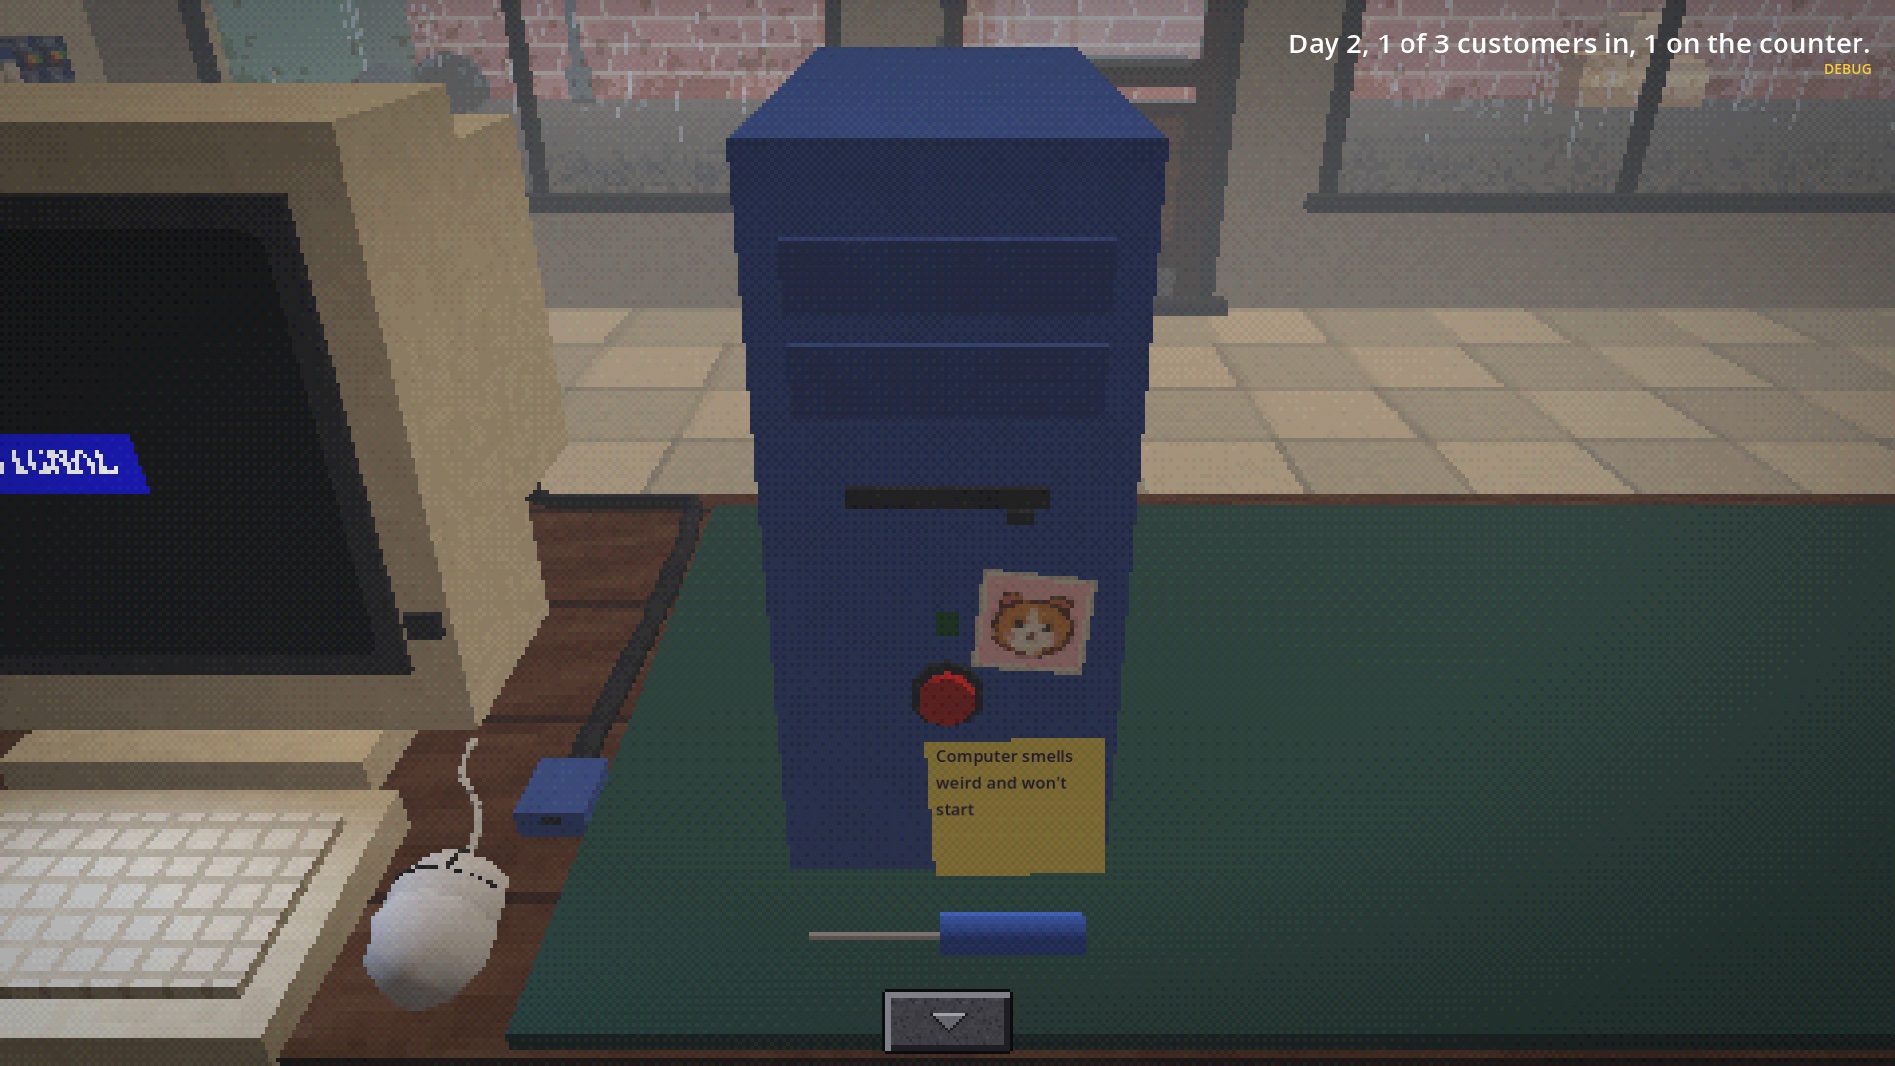 Day 2, 1 of 3 customers in, 1 on the counter.
DEBUG
Computer smells
weird and won't
start